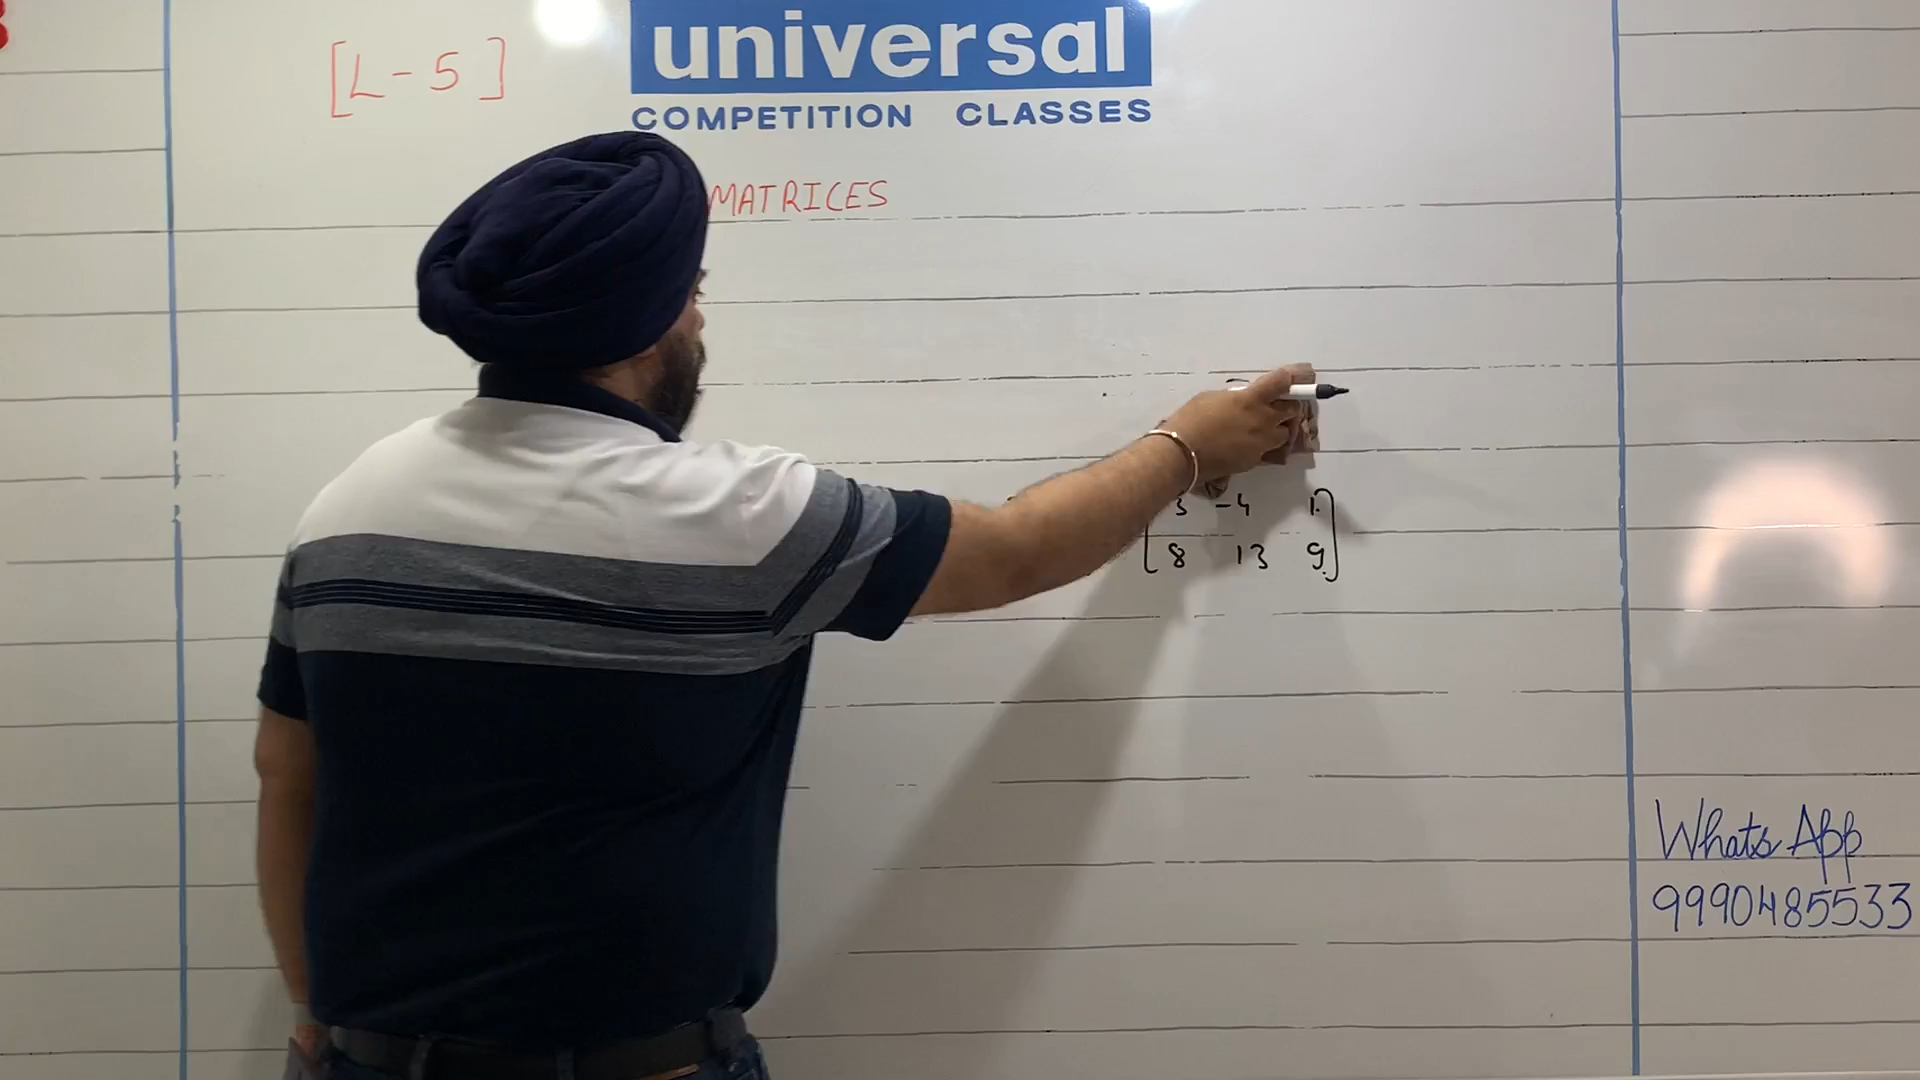 [L-5]
universal
COMPETITION CLASSES
MATRICES
3 -4 1
8 13 9
Whats App
9990485533